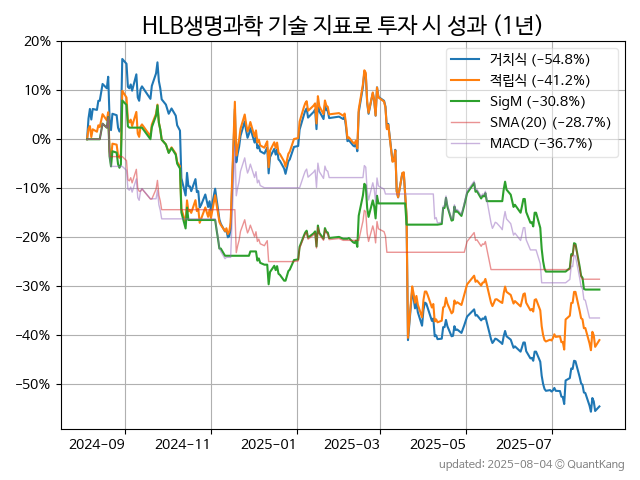 HLB생명과학 기술 지표로 투자 시 성과 (1년)
20%
10%
0%
−10%
−20%
−30%
−40%
−50%
거치식 (−54.8%)
적립식 (−41.2%)
SigM (−30.8%)
SMA(20) (−28.7%)
MACD (−36.7%)
2024-09 2024-11 2025-01 2025-03 2025-05 2025-07
updated: 2025-08-04 © QuantKang